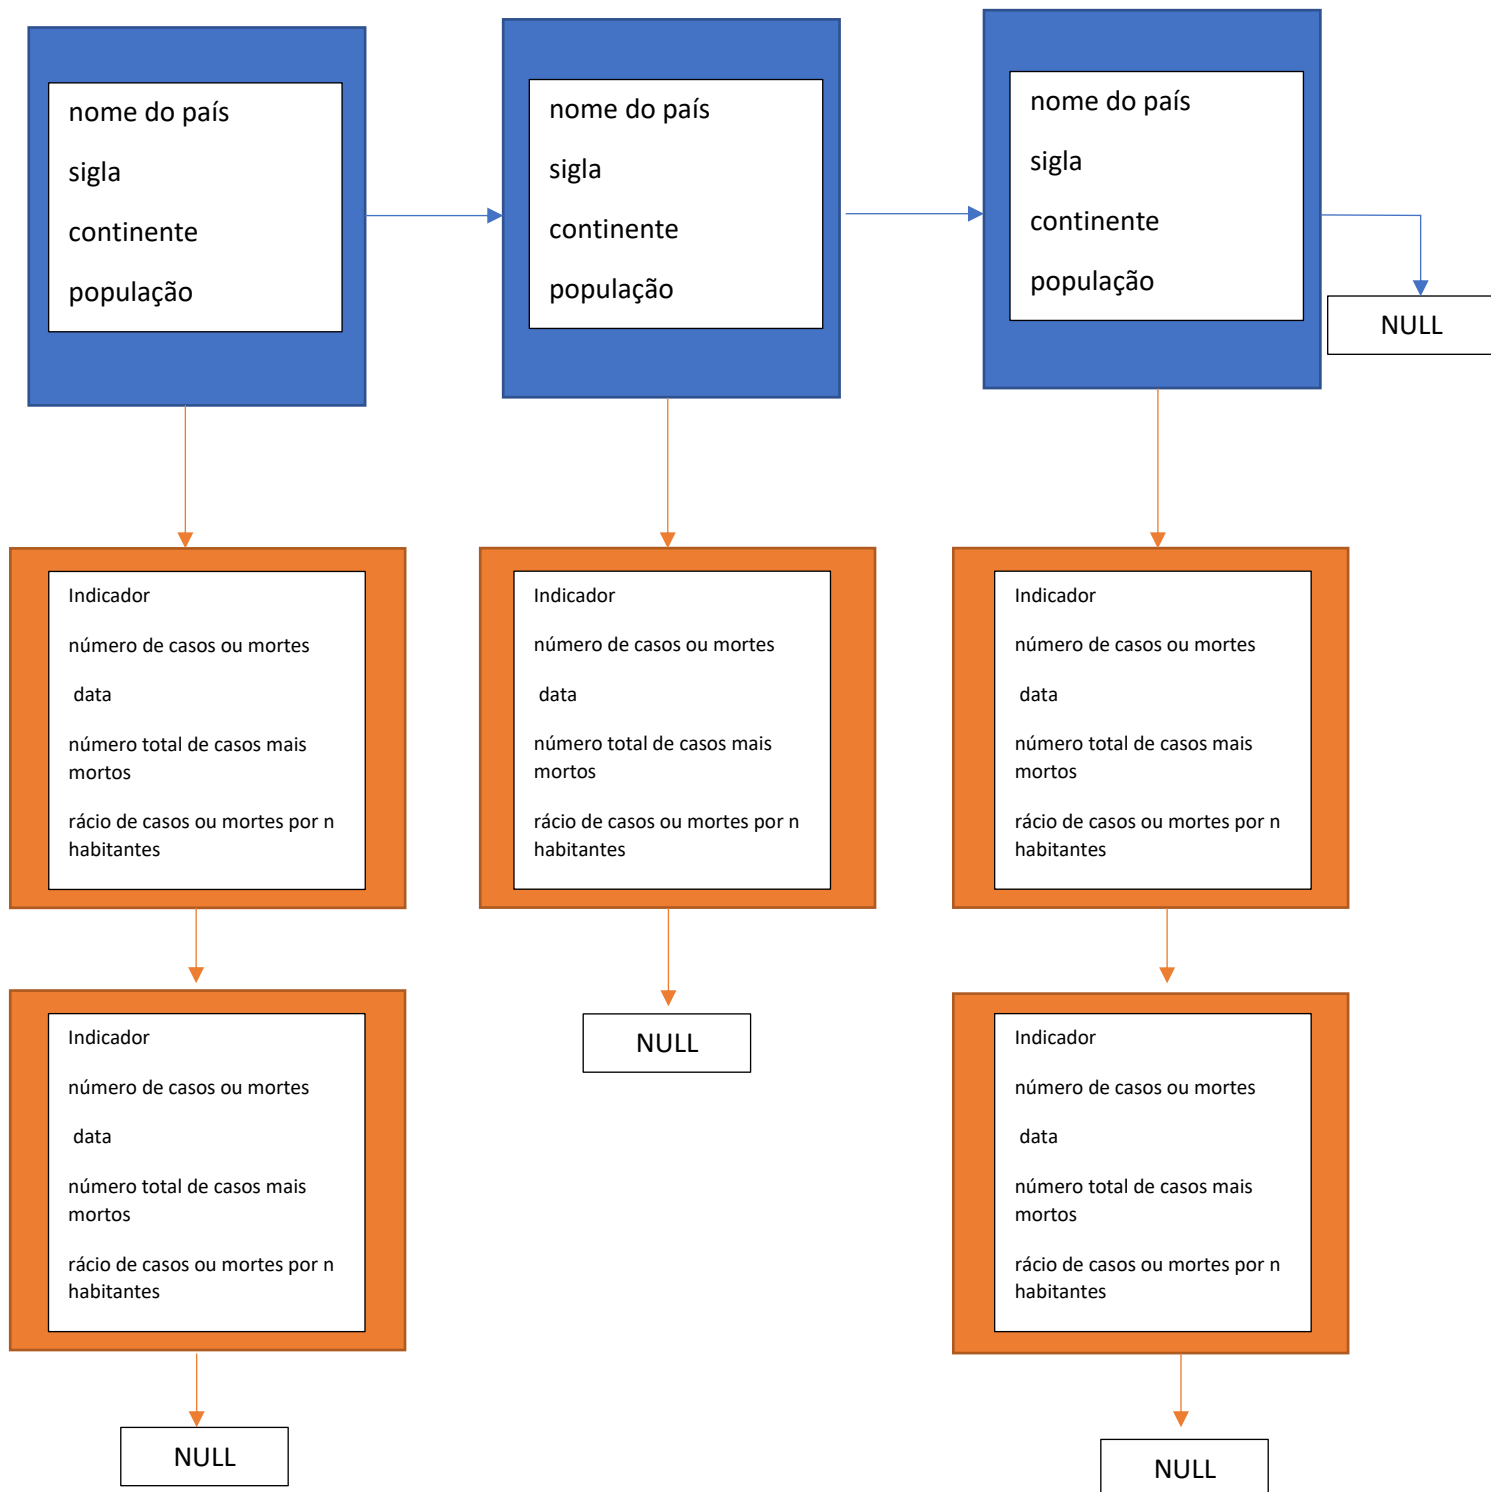 nome do país
sigla
continente
população
nome do país
sigla
continente
população
nome do país
sigla
continente
população
NULL
Indicador
número de casos ou mortes
data
número total de casos mais
mortos
rácio de casos ou mortes por n
habitantes
Indicador
número de casos ou mortes
data
número total de casos mais
mortos
rácio de casos ou mortes por n
habitantes
Indicador
número de casos ou mortes
data
número total de casos mais
mortos
rácio de casos ou mortes por n
habitantes
Indicador
número de casos ou mortes
data
número total de casos mais
mortos
rácio de casos ou mortes por n
habitantes
NULL
NULL
Indicador
número de casos ou mortes
data
número total de casos mais
mortos
rácio de casos ou mortes por n
habitantes
NULL